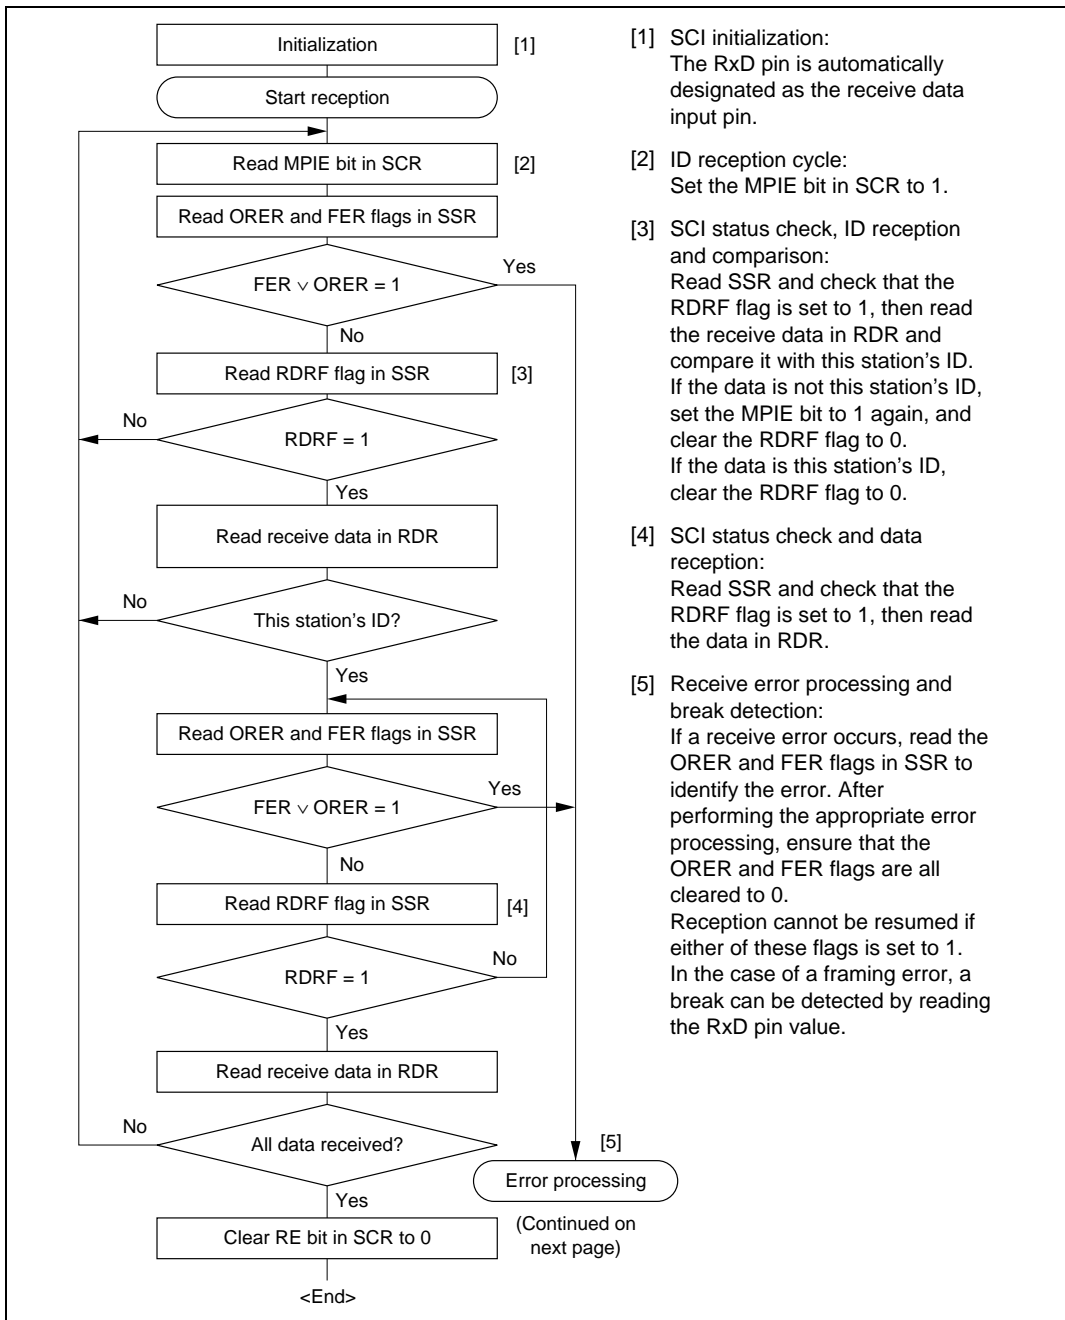 Initialization
[1]
Start reception
Read MPIE bit in SCR
[2]
Read ORER and FER flags in SSR
Yes
FER ∨ ORER = 1
No
Read RDRF flag in SSR
[3]
No
RDRF = 1
Yes
Read receive data in RDR
No
This station's ID?
Yes
Read ORER and FER flags in SSR
Yes
FER ∨ ORER = 1
No
Read RDRF flag in SSR
[4]
No
RDRF = 1
Yes
Read receive data in RDR
No
All data received?
[5]
Error processing
Yes
(Continued on
next page)
Clear RE bit in SCR to 0
<End>
[1] SCI initialization:
The RxD pin is automatically
designated as the receive data
input pin.
[2] ID reception cycle:
Set the MPIE bit in SCR to 1.
[3] SCI status check, ID reception
and comparison:
Read SSR and check that the
RDRF flag is set to 1, then read
the receive data in RDR and
compare it with this station's ID.
If the data is not this station's ID,
set the MPIE bit to 1 again, and
clear the RDRF flag to 0.
If the data is this station's ID,
clear the RDRF flag to 0.
[4] SCI status check and data
reception:
Read SSR and check that the
RDRF flag is set to 1, then read
the data in RDR.
[5] Receive error processing and
break detection:
If a receive error occurs, read the
ORER and FER flags in SSR to
identify the error. After
performing the appropriate error
processing, ensure that the
ORER and FER flags are all
cleared to 0.
Reception cannot be resumed if
either of these flags is set to 1.
In the case of a framing error, a
break can be detected by reading
the RxD pin value.